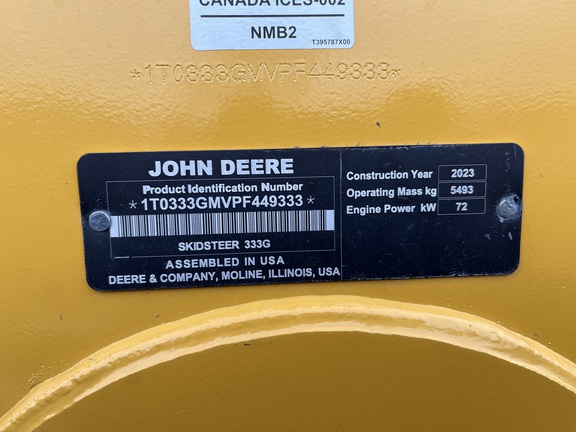 CANADA ICES-002
NMB2
T395787X00
*1T0333GMVPF449333*
JOHN DEERE
Product Identification Number
*1T0333GMVPF449333*
SKIDSTEER 333G
ASSEMBLED IN USA
DEERE & COMPANY, MOLINE, ILLINOIS, USA
Construction Year 2023
Operating Mass kg 5493
Engine Power kW 72